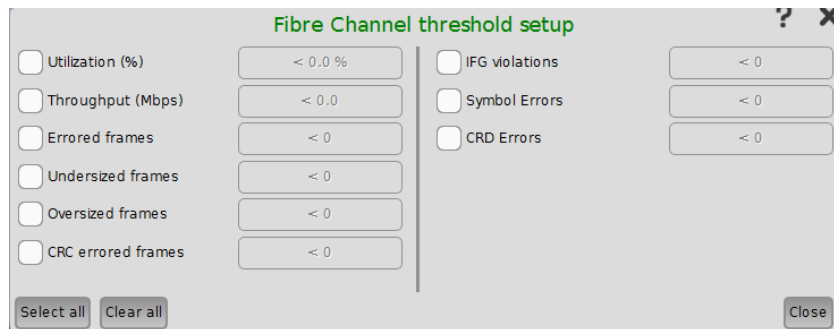 Fibre Channel threshold setup
?
Utilization (%)
< 0.0 %
Throughput (Mbps)
< 0.0
Errored frames
< 0
Undersized frames
< 0
Oversized frames
< 0
CRC errored frames
< 0
IFG violations
< 0
Symbol Errors
< 0
CRD Errors
< 0
Select all
Clear all
Close